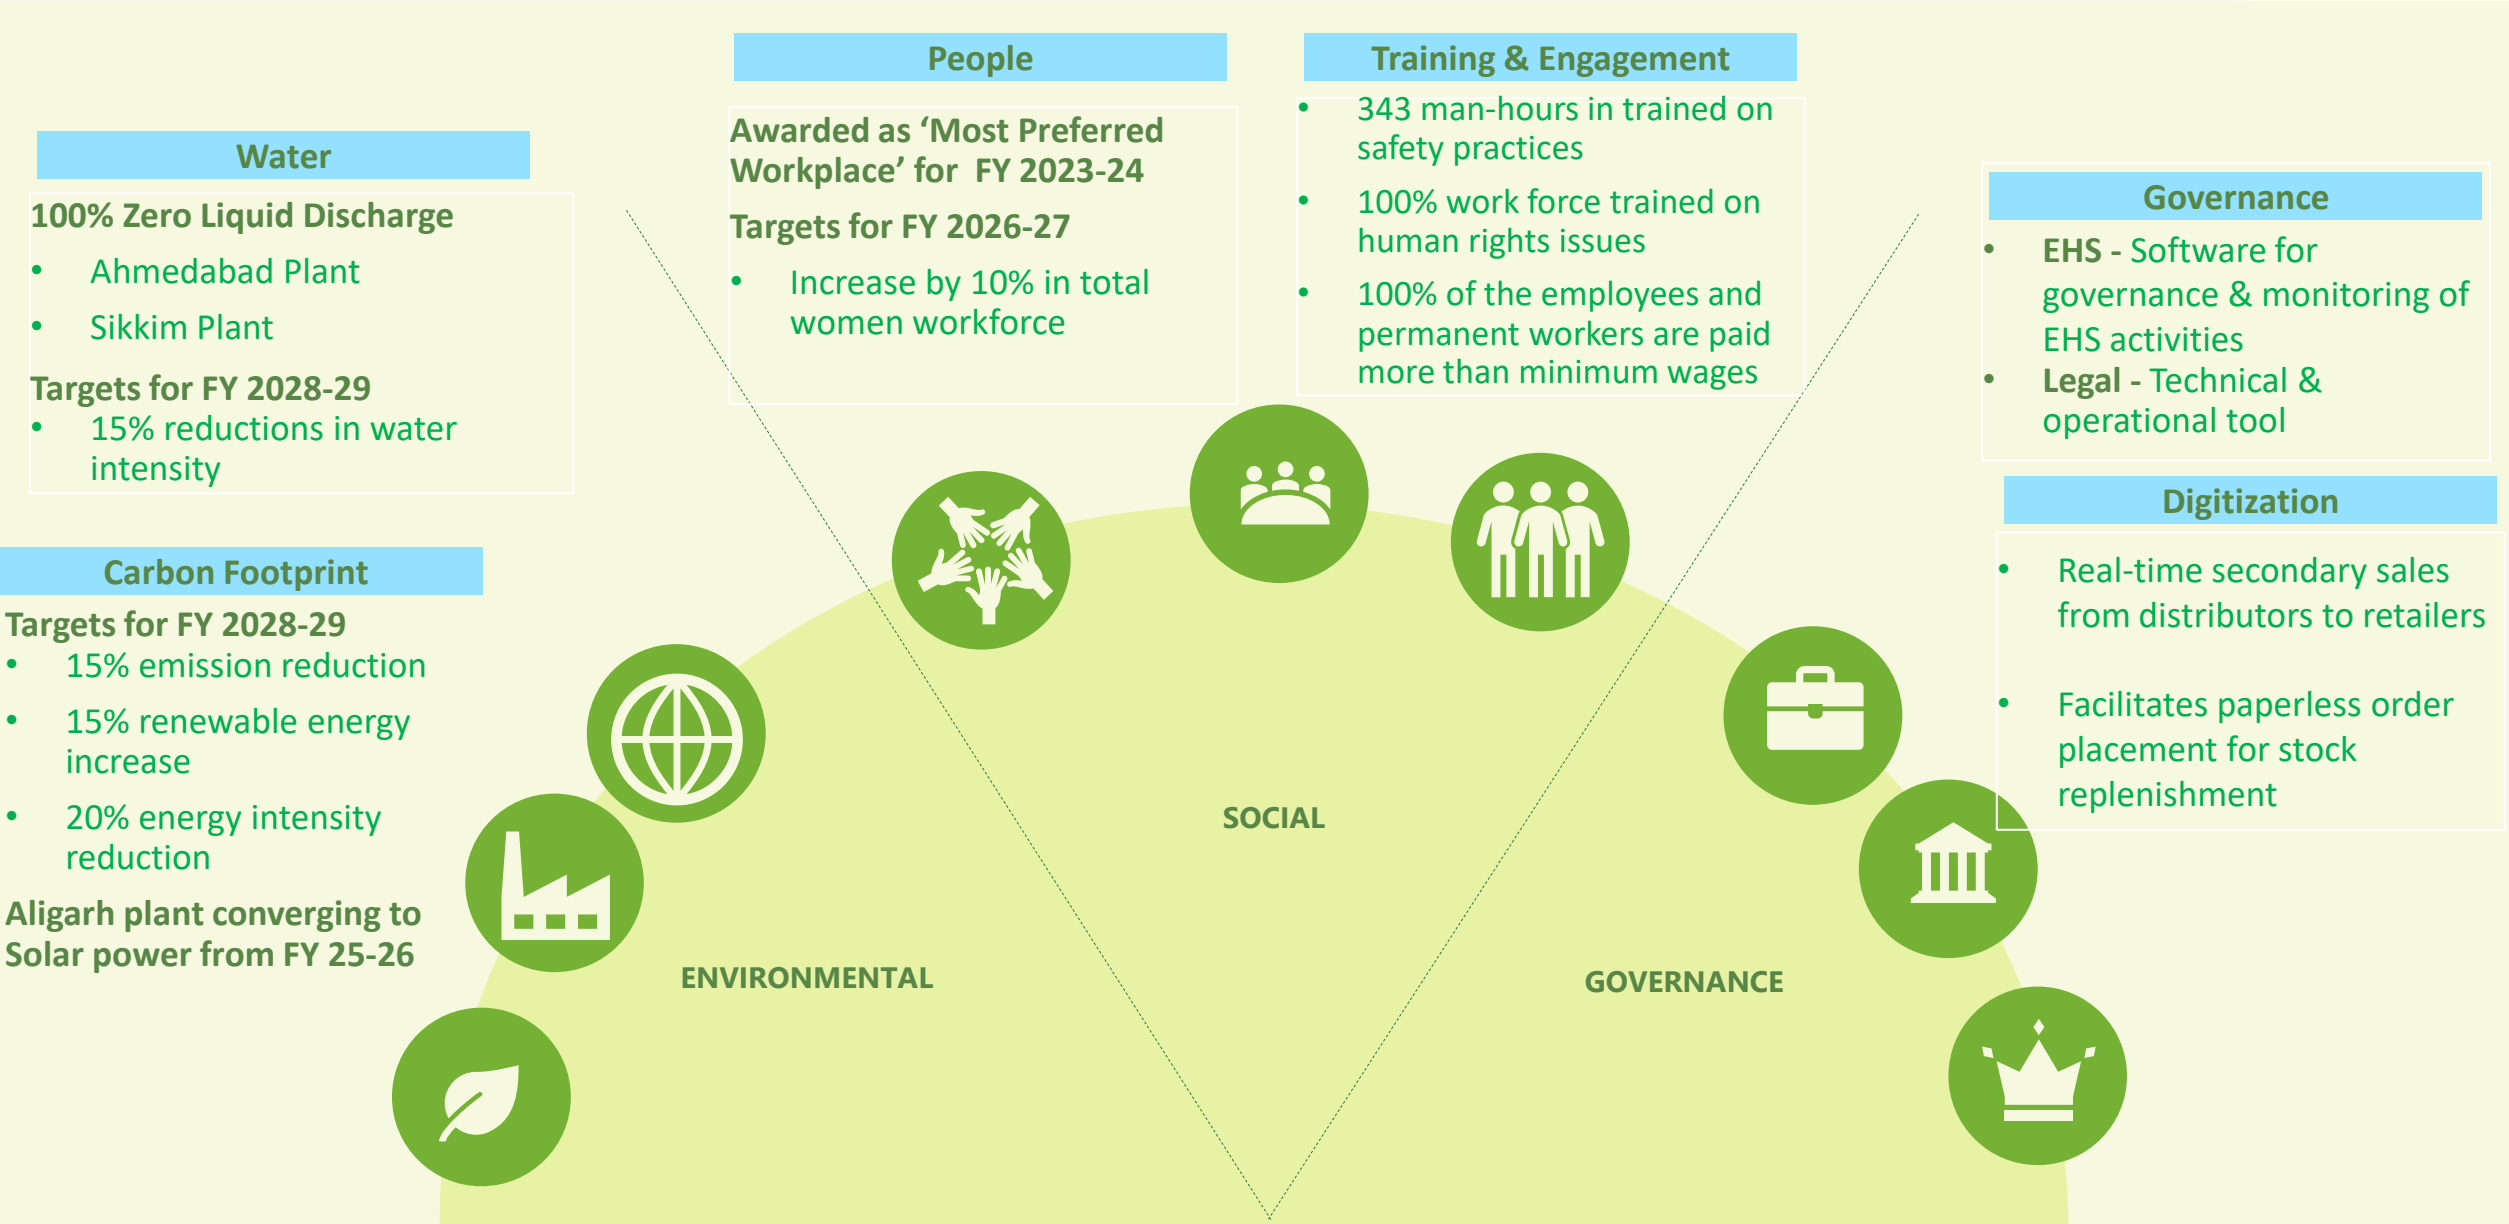 Water
100% Zero Liquid Discharge
• Ahmedabad Plant
• Sikkim Plant
Targets for FY 2028-29
• 15% reductions in water
intensity
Carbon Footprint
Targets for FY 2028-29
• 15% emission reduction
• 15% renewable energy
increase
• 20% energy intensity
reduction
Aligarh plant converging to
Solar power from FY 25-26
People
Awarded as ‘Most Preferred
Workplace’ for FY 2023-24
Targets for FY 2026-27
• Increase by 10% in total
women workforce
Training & Engagement
• 343 man-hours in trained on
safety practices
• 100% work force trained on
human rights issues
• 100% of the employees and
permanent workers are paid
more than minimum wages
Governance
• EHS - Software for
governance & monitoring of
EHS activities
• Legal - Technical &
operational tool
Digitization
• Real-time secondary sales
from distributors to retailers
• Facilitates paperless order
placement for stock
replenishment
SOCIAL
ENVIRONMENTAL
GOVERNANCE